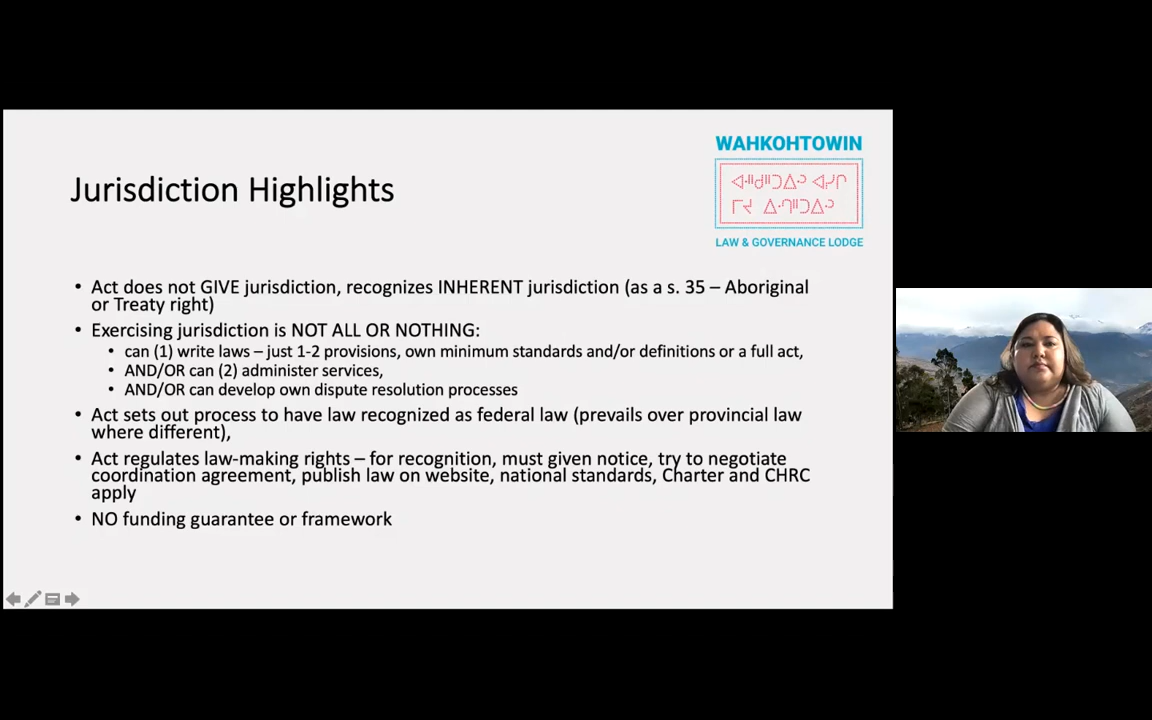 WAHKOHTOWIN
ᐊᐧᐦᑯᐦᑐᐃᐧᐣ ᐊᓯᒋ
ᒥᔪ ᐃᐧᒉᐦᑐᐃᐧᐣ
LAW & GOVERNANCE LODGE
Jurisdiction Highlights
• Act does not GIVE jurisdiction, recognizes INHERENT jurisdiction (as a s. 35 – Aboriginal
or Treaty right)
• Exercising jurisdiction is NOT ALL OR NOTHING:
• can (1) write laws – just 1-2 provisions, own minimum standards and/or definitions or a full act,
• AND/OR can (2) administer services,
• AND/OR can develop own dispute resolution processes
• Act sets out process to have law recognized as federal law (prevails over provincial law
where different),
• Act regulates law-making rights – for recognition, must given notice, try to negotiate
coordination agreement, publish law on website, national standards, Charter and CHRC
apply
• NO funding guarantee or framework